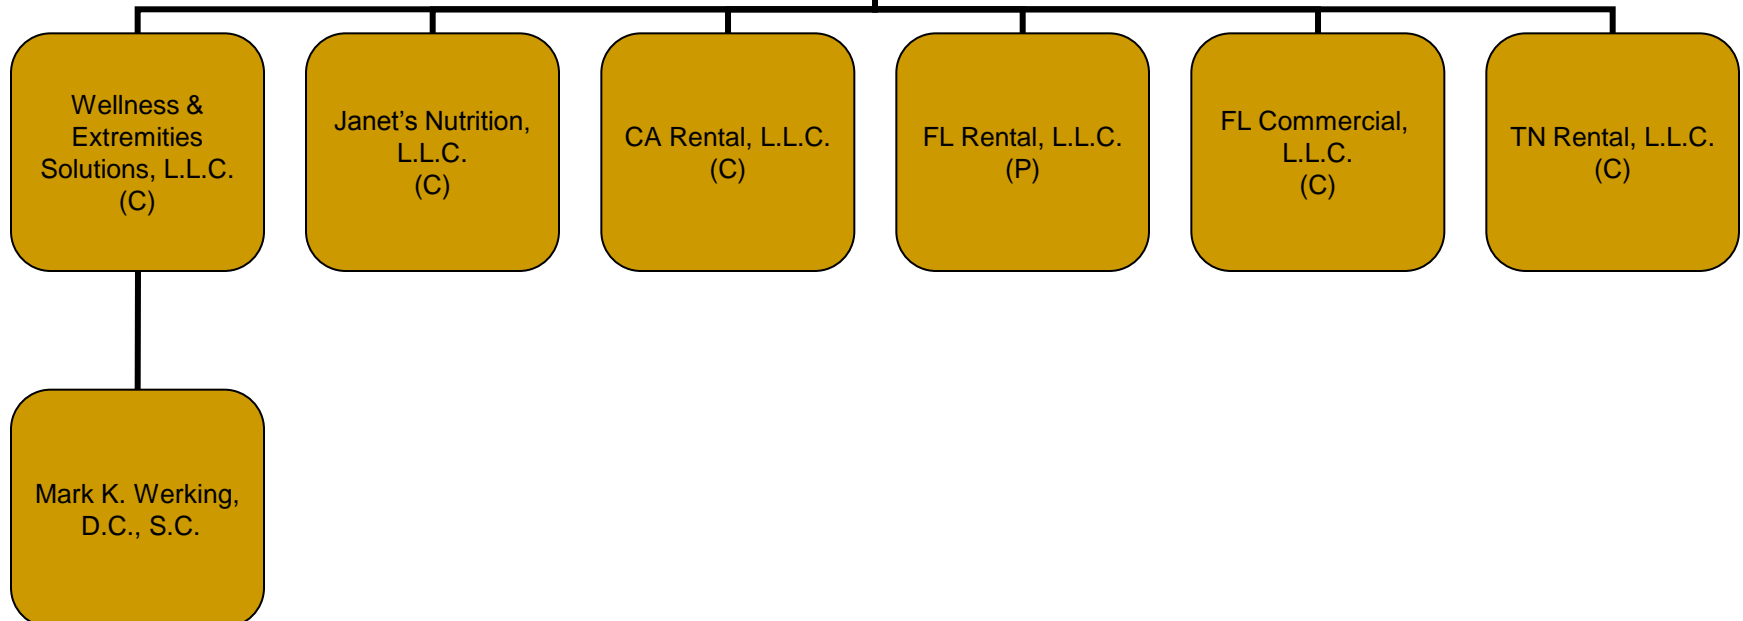 Wellness &
Extremities
Solutions, L.L.C.
(C)
Janet’s Nutrition,
L.L.C.
(C)
CA Rental, L.L.C.
(C)
FL Rental, L.L.C.
(P)
FL Commercial,
L.L.C.
(C)
TN Rental, L.L.C.
(C)
Mark K. Werking,
D.C., S.C.